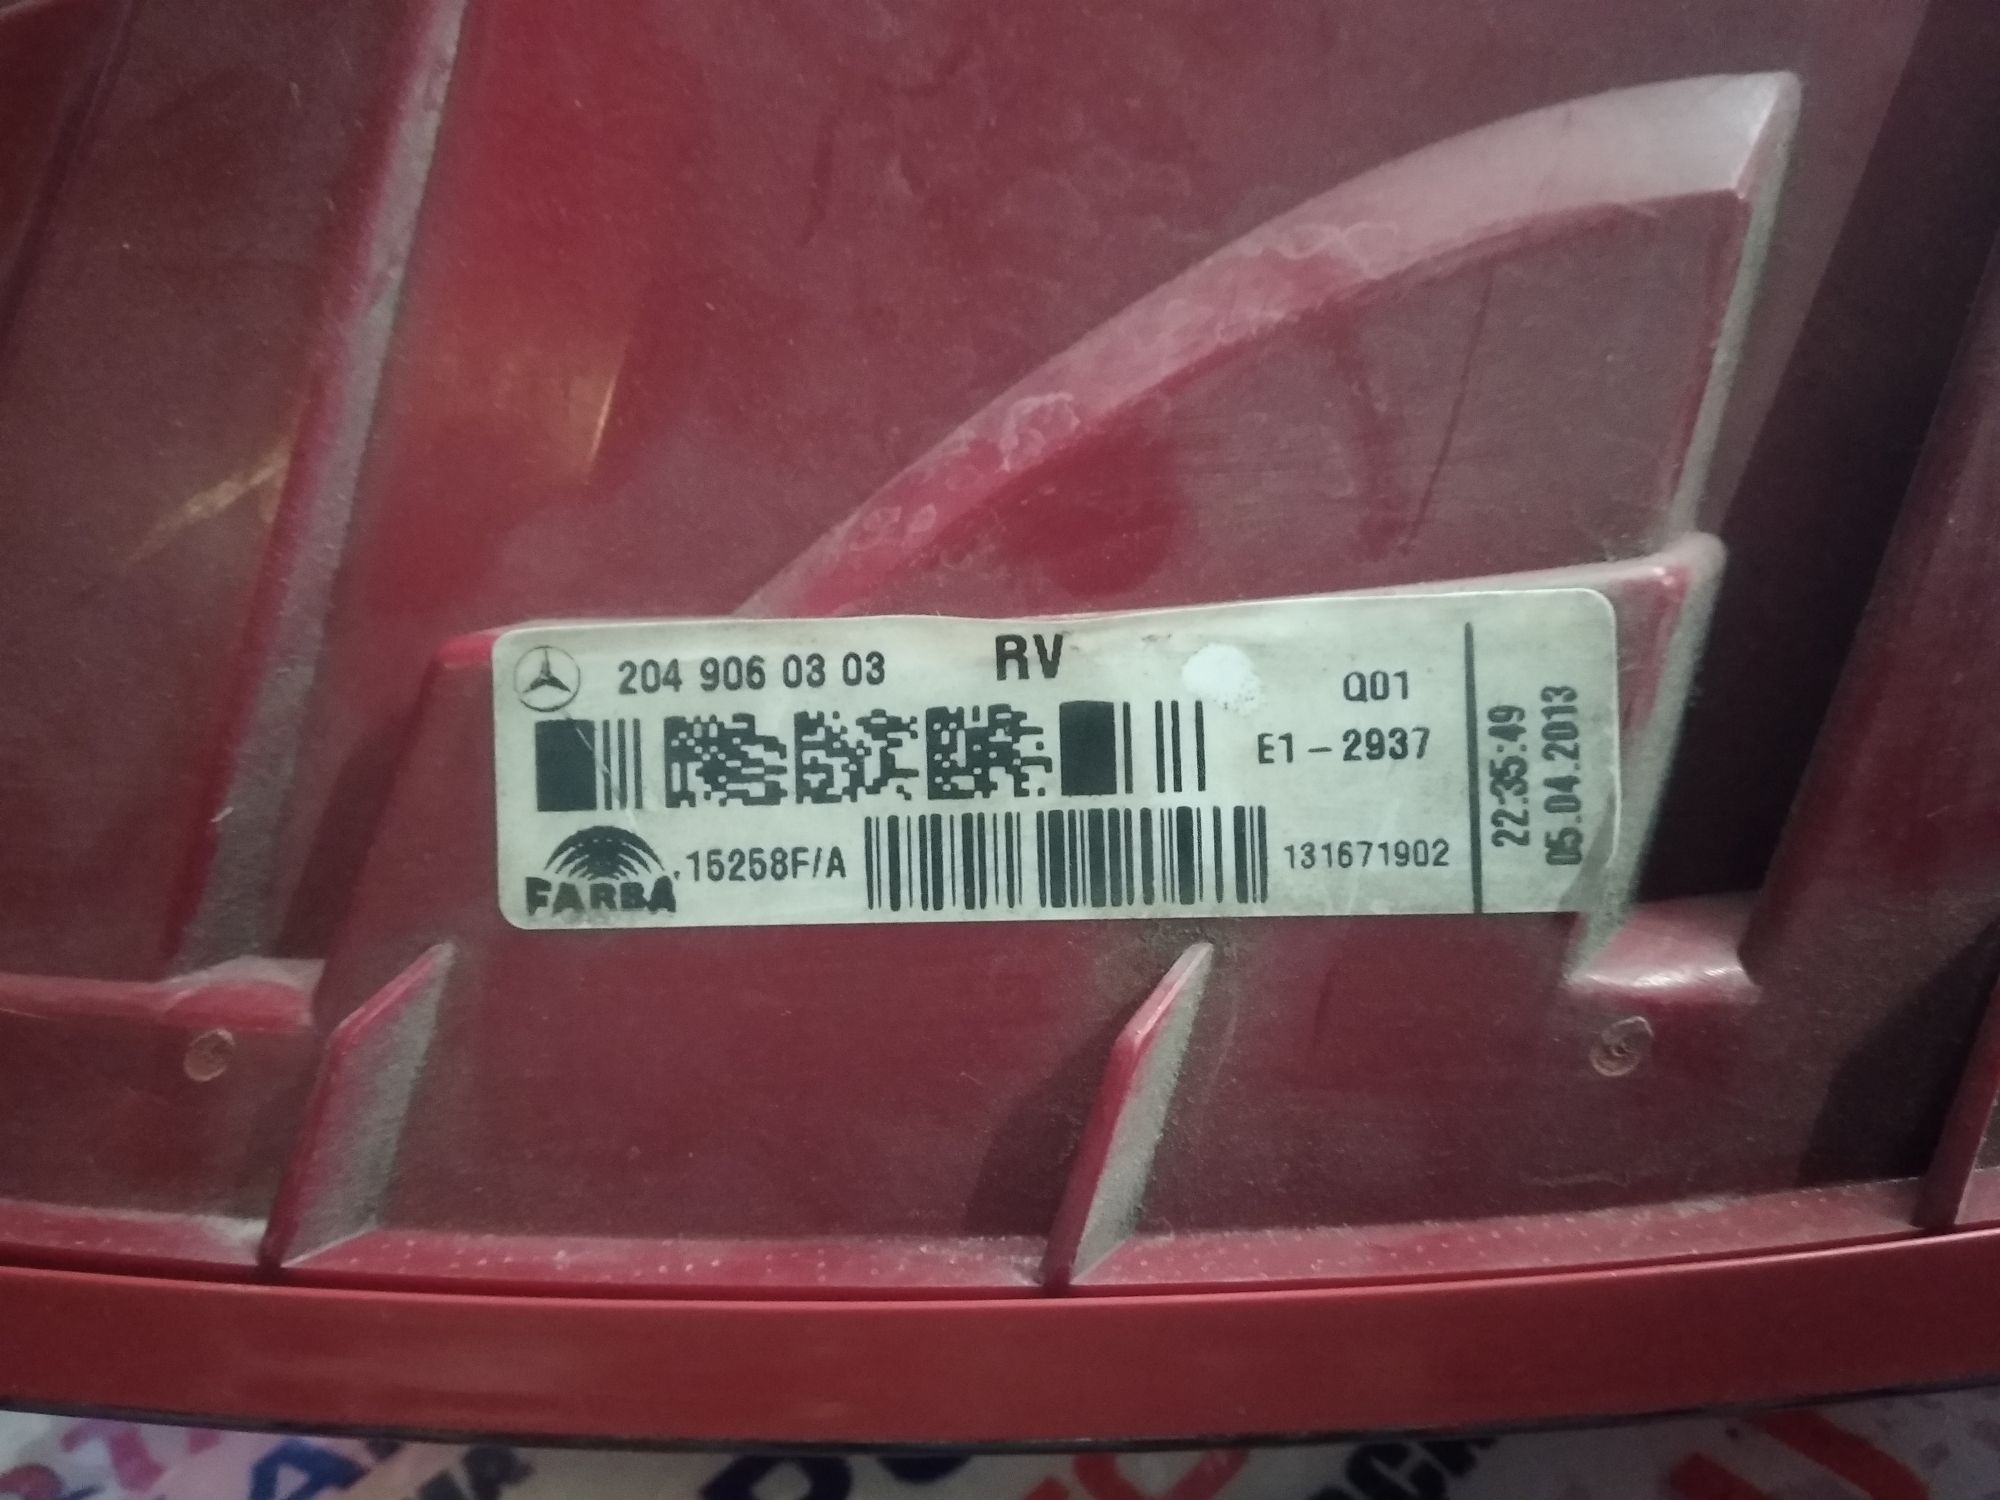 204 906 03 03 RV
Q01
E1-2937
FARBA .15258F/A 131671902
22:35:49
05.04.2013